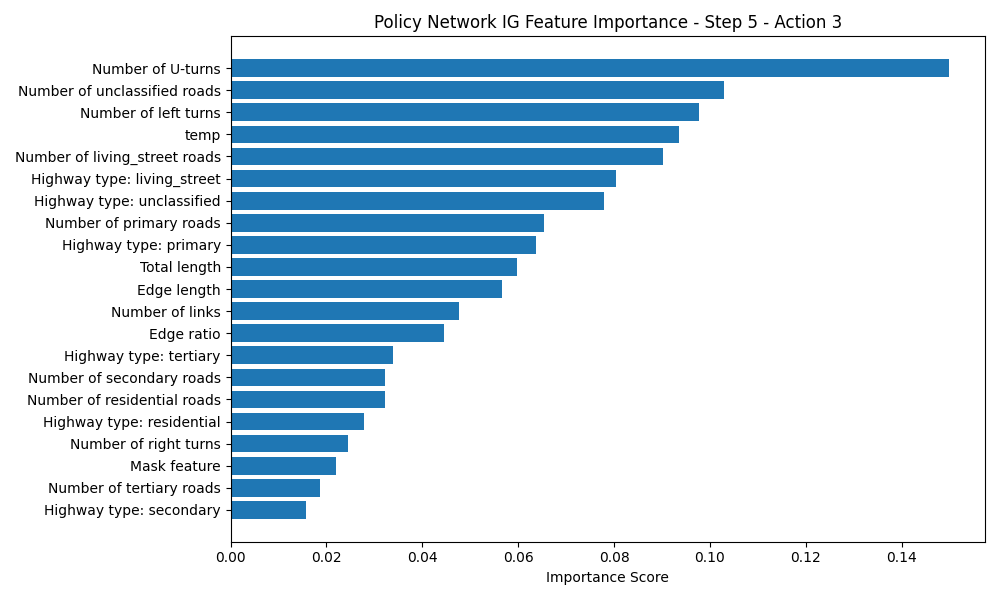 Policy Network IG Feature Importance - Step 5 - Action 3
Number of U-turns
Number of unclassified roads
Number of left turns
temp
Number of living_street roads
Highway type: living_street
Highway type: unclassified
Number of primary roads
Highway type: primary
Total length
Edge length
Number of links
Edge ratio
Highway type: tertiary
Number of secondary roads
Number of residential roads
Highway type: residential
Number of right turns
Mask feature
Number of tertiary roads
Highway type: secondary
0.00 0.02 0.04 0.06 0.08 0.10 0.12 0.14
Importance Score